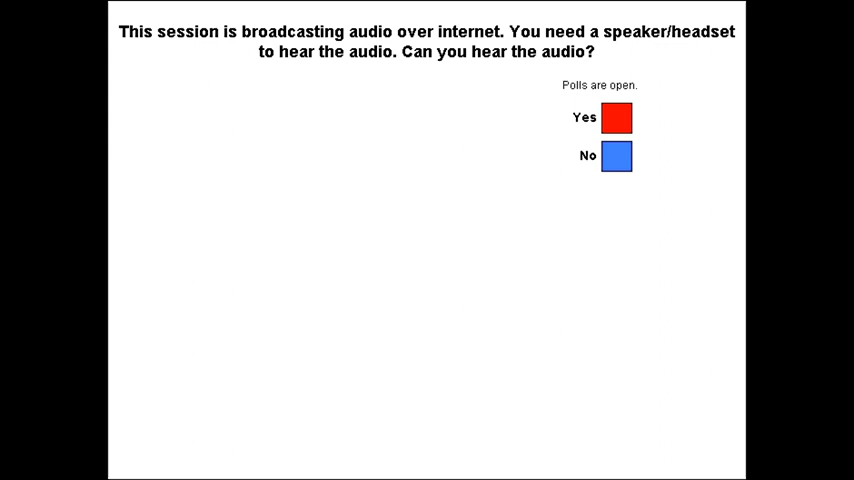 This session is broadcasting audio over internet. You need a speaker/headset
to hear the audio. Can you hear the audio?
Polls are open.
Yes
No